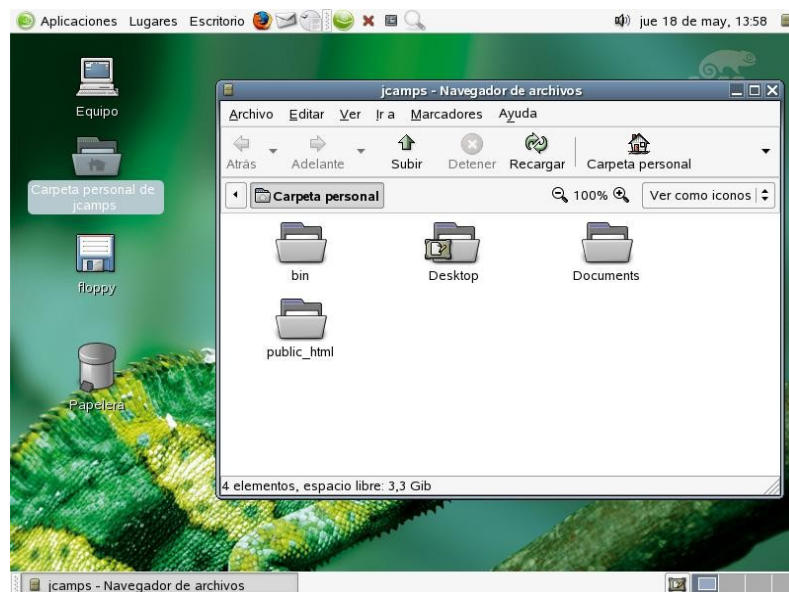 Aplicaciones Lugares Escritorio jue 18 de may, 13:58
Equipo
Carpeta personal de
jcamps
floppy
Papelera
jcamps - Navegador de archivos
Archivo Editar Ver Ir a Marcadores Ayuda
Atrás Adelante Subir Detener Recargar Carpeta personal
Carpeta personal 100% Ver como iconos
bin Desktop Documents
public_html
4 elementos, espacio libre: 3,3 Gib
jcamps - Navegador de archivos